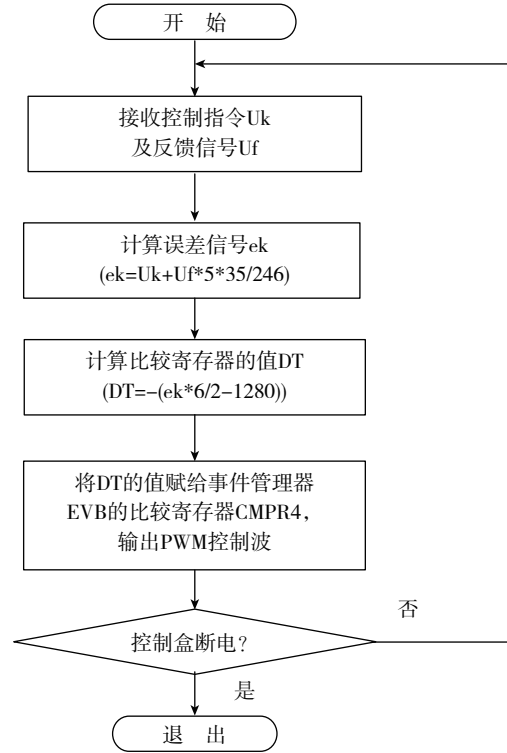 开 始
接收控制指令Uk
及反馈信号Uf
计算误差信号ek
(ek=Uk+Uf*5*35/246)
计算比较寄存器的值DT
(DT=-(ek*6/2-1280))
将DT的值赋给事件管理器
EVB的比较寄存器CMPR4,
输出PWM控制波
控制盒断电?
否
是
退 出